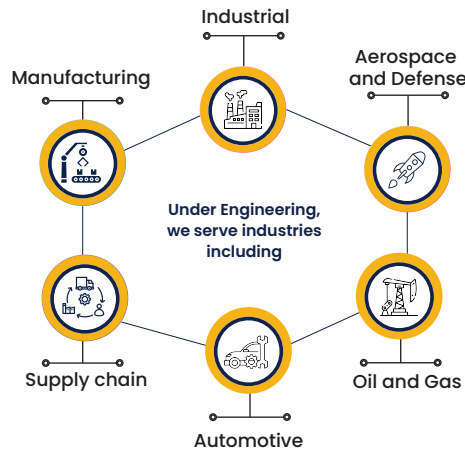 Industrial
Manufacturing
Aerospace
and Defense
Under Engineering,
we serve industries
including
Supply chain
Oil and Gas
Automotive